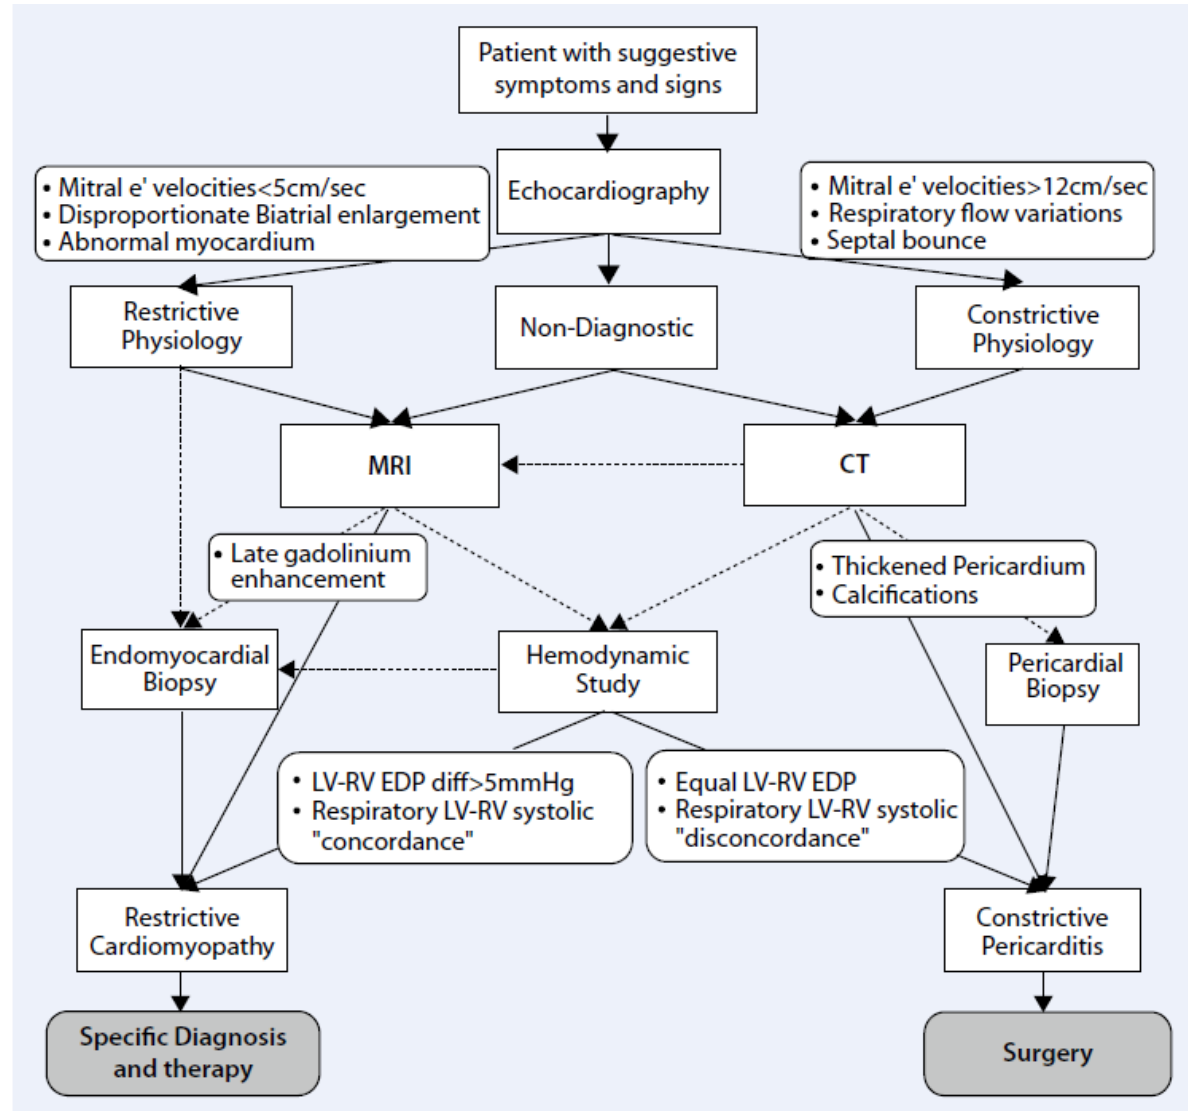 Patient with suggestive
symptoms and signs
Echocardiography
• Mitral e' velocities<5cm/sec
• Disproportionate Biatrial enlargement
• Abnormal myocardium
• Mitral e' velocities>12cm/sec
• Respiratory flow variations
• Septal bounce
Restrictive
Physiology
Non-Diagnostic
Constrictive
Physiology
MRI
CT
• Late gadolinium
enhancement
• Thickened Pericardium
• Calcifications
Endomyocardial
Biopsy
Hemodynamic
Study
Pericardial
Biopsy
• LV-RV EDP diff>5mmHg
• Respiratory LV-RV systolic
"concordance"
• Equal LV-RV EDP
• Respiratory LV-RV systolic
"disconcordance"
Restrictive
Cardiomyopathy
Constrictive
Pericarditis
Specific Diagnosis
and therapy
Surgery